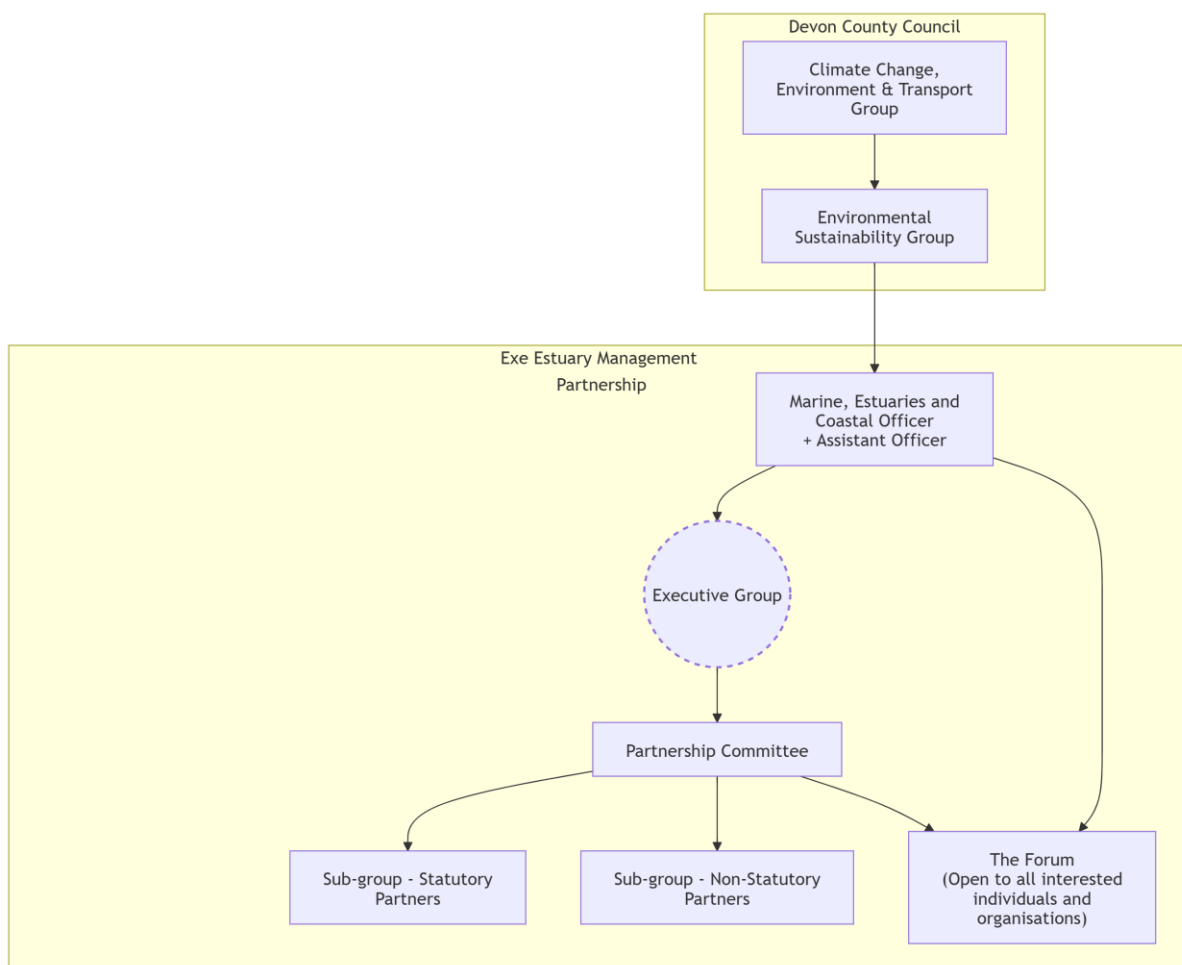 Devon County Council
Climate Change,
Environment & Transport
Group
Environmental
Sustainability Group
Exe Estuary Management
Partnership
Marine, Estuaries and
Coastal Officer
+ Assistant Officer
Executive Group
Partnership Committee
Sub-group - Statutory
Partners
Sub-group - Non-Statutory
Partners
The Forum
(Open to all interested
individuals and
organisations)